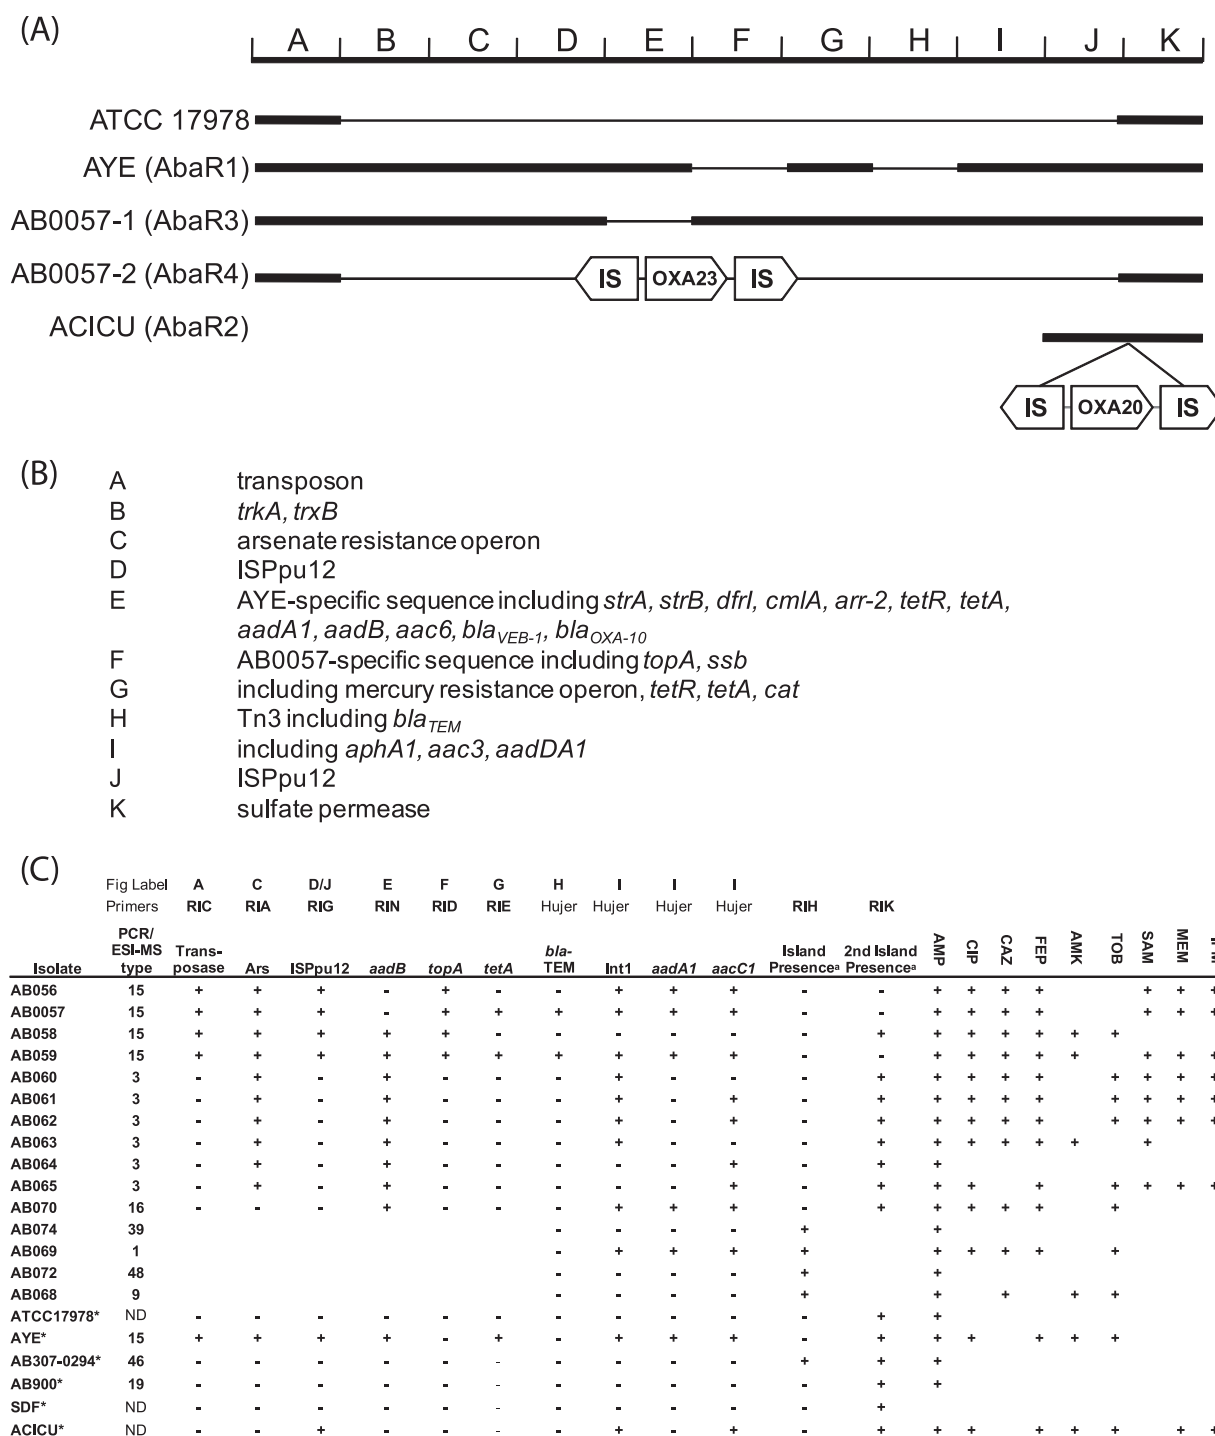 (A)
A B C D E F G H I J K
ATCC 17978
AYE (AbaR1)
AB0057-1 (AbaR3)
AB0057-2 (AbaR4) IS OXA23 IS
ACICU (AbaR2)
IS OXA20 IS
(B)
A transposon
B trkA, trxB
C arsenate resistance operon
D ISPpu12
E AYE-specific sequence including strA, strB, dfrI, cmlA, arr-2, tetR, tetA,
aadA1, aadB, aac6, blaVEB-1, blaOXA-10
F AB0057-specific sequence including topA, ssb
G including mercury resistance operon, tetR, tetA, cat
H Tn3 including blaTEM
I including aphA1, aac3, aadDA1
J ISPpu12
K sulfate permease
(C)
Fig Label A C D/J E F G H I I I
Primers RIC RIA RIG RIN RID RIE Hujer Hujer Hujer Hujer RIH RIK
Isolate PCR/ESI-MS type Trans-posase Ars ISPpu12 aadB topA tetA bla-TEM Int1 aadA1 aacC1 Island Presencea 2nd Island Presencea AMP CIP CAZ FEP AMK TOB SAM MEM
AB056 15 + + + - + - - + + + - - + + + + + + +
AB0057 15 + + + - + + + + + + - - + + + + + + +
AB058 15 + + + + + - - - - - - + + + + + + +
AB059 15 + + + + + + + + + + - - + + + + + + + +
AB060 3 - + - + - - - + - - - + + + + + + + + +
AB061 3 - + - + - - - + - + - + + + + + + + + +
AB062 3 - + - + - - - + - + - + + + + + + + + +
AB063 3 - + - + - - - + - - - + + + + + + +
AB064 3 - + - + - - - - - + - + +
AB065 3 - + - + - - - - - + - + + + + + + + +
AB070 16 - - - + - - - + + + - + + + + + +
AB074 39 - - - - + +
AB069 1 - + + + + + + + + +
AB072 48 - - - - + +
AB068 9 - - - - + + + + +
ATCC17978* ND - - - - - - - - - - - + +
AYE* 15 + + + + - + - + + + - + + + + + +
AB307-0294* 46 - - - - - - - - - - + + +
AB900* 19 - - - - - - - - - - - + +
SDF* ND - - - - - - - - - - - +
ACICU* ND - - + - - - - + - + - + + + + + + + +